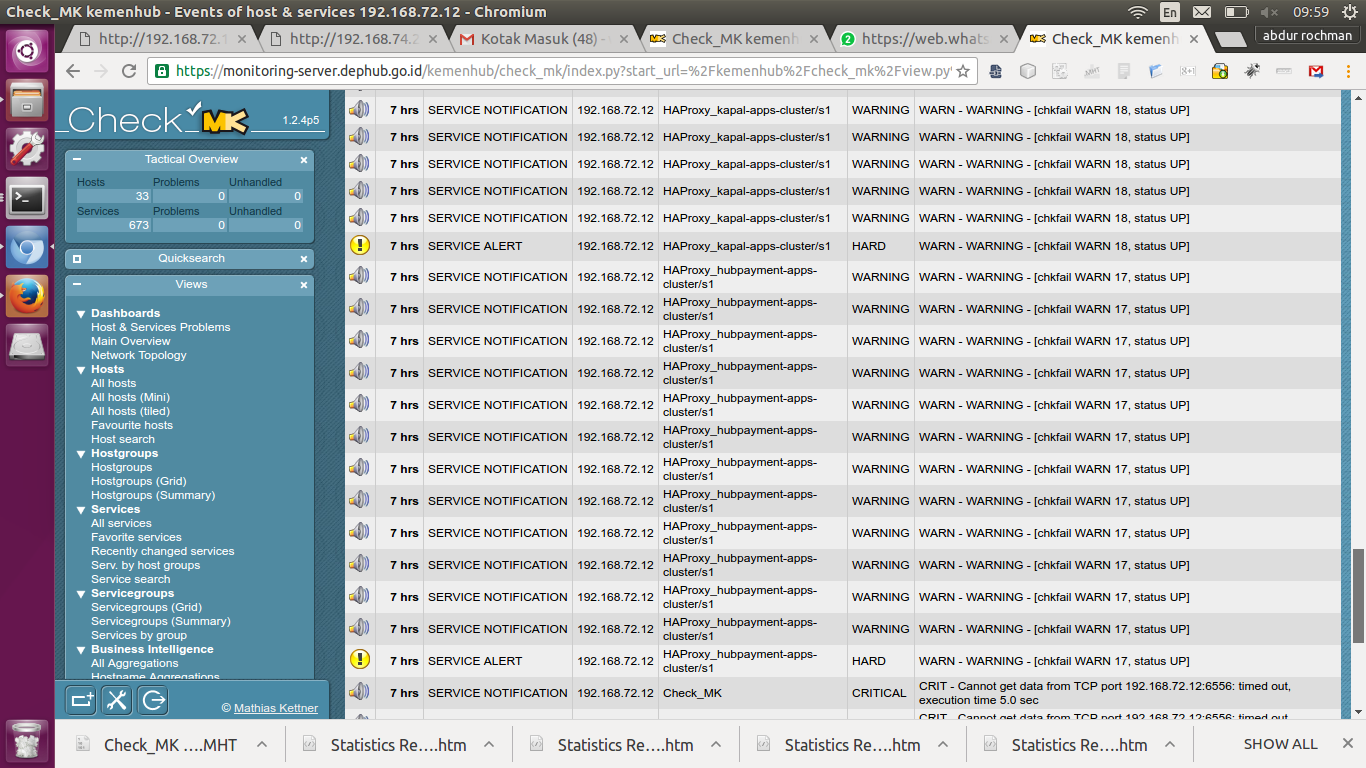 Check_MK kemenhub - Events of host & services 192.168.72.12 - Chromium
En
09:59
http://192.168.72.1
http://192.168.74.2
Kotak Masuk (48) -
Check_MK kemenh
https://web.whats
Check_MK kemenh
abdur rochman
https://monitoring-server.dephub.go.id/kemenhub/check_mk/index.py?start_url=%2Fkemenhub%2Fcheck_mk%2Fview.py
Check MK
1.2.4p5
Tactical Overview
Hosts Problems Unhandled
33 0 0
Services Problems Unhandled
673 0 0
Quicksearch
Views
Dashboards
Host & Services Problems
Main Overview
Network Topology
Hosts
All hosts
All hosts (Mini)
All hosts (tiled)
Favourite hosts
Host search
Hostgroups
Hostgroups
Hostgroups (Grid)
Hostgroups (Summary)
Services
All services
Favorite services
Recently changed services
Serv. by host groups
Service search
Servicegroups
Servicegroups (Grid)
Servicegroups (Summary)
Services by group
Business Intelligence
All Aggregations
Hostname Aggregations
© Mathias Kettner
7 hrs SERVICE NOTIFICATION 192.168.72.12 HAProxy_kapal-apps-cluster/s1 WARNING WARN - WARNING - [chkfail WARN 18, status UP]
7 hrs SERVICE NOTIFICATION 192.168.72.12 HAProxy_kapal-apps-cluster/s1 WARNING WARN - WARNING - [chkfail WARN 18, status UP]
7 hrs SERVICE NOTIFICATION 192.168.72.12 HAProxy_kapal-apps-cluster/s1 WARNING WARN - WARNING - [chkfail WARN 18, status UP]
7 hrs SERVICE NOTIFICATION 192.168.72.12 HAProxy_kapal-apps-cluster/s1 WARNING WARN - WARNING - [chkfail WARN 18, status UP]
7 hrs SERVICE NOTIFICATION 192.168.72.12 HAProxy_kapal-apps-cluster/s1 WARNING WARN - WARNING - [chkfail WARN 18, status UP]
7 hrs SERVICE ALERT 192.168.72.12 HAProxy_kapal-apps-cluster/s1 HARD WARN - WARNING - [chkfail WARN 18, status UP]
7 hrs SERVICE NOTIFICATION 192.168.72.12 HAProxy_hubpayment-apps-cluster/s1 WARNING WARN - WARNING - [chkfail WARN 17, status UP]
7 hrs SERVICE NOTIFICATION 192.168.72.12 HAProxy_hubpayment-apps-cluster/s1 WARNING WARN - WARNING - [chkfail WARN 17, status UP]
7 hrs SERVICE NOTIFICATION 192.168.72.12 HAProxy_hubpayment-apps-cluster/s1 WARNING WARN - WARNING - [chkfail WARN 17, status UP]
7 hrs SERVICE NOTIFICATION 192.168.72.12 HAProxy_hubpayment-apps-cluster/s1 WARNING WARN - WARNING - [chkfail WARN 17, status UP]
7 hrs SERVICE NOTIFICATION 192.168.72.12 HAProxy_hubpayment-apps-cluster/s1 WARNING WARN - WARNING - [chkfail WARN 17, status UP]
7 hrs SERVICE NOTIFICATION 192.168.72.12 HAProxy_hubpayment-apps-cluster/s1 WARNING WARN - WARNING - [chkfail WARN 17, status UP]
7 hrs SERVICE NOTIFICATION 192.168.72.12 HAProxy_hubpayment-apps-cluster/s1 WARNING WARN - WARNING - [chkfail WARN 17, status UP]
7 hrs SERVICE NOTIFICATION 192.168.72.12 HAProxy_hubpayment-apps-cluster/s1 WARNING WARN - WARNING - [chkfail WARN 17, status UP]
7 hrs SERVICE NOTIFICATION 192.168.72.12 HAProxy_hubpayment-apps-cluster/s1 WARNING WARN - WARNING - [chkfail WARN 17, status UP]
7 hrs SERVICE NOTIFICATION 192.168.72.12 HAProxy_hubpayment-apps-cluster/s1 WARNING WARN - WARNING - [chkfail WARN 17, status UP]
7 hrs SERVICE NOTIFICATION 192.168.72.12 HAProxy_hubpayment-apps-cluster/s1 WARNING WARN - WARNING - [chkfail WARN 17, status UP]
7 hrs SERVICE NOTIFICATION 192.168.72.12 HAProxy_hubpayment-apps-cluster/s1 WARNING WARN - WARNING - [chkfail WARN 17, status UP]
7 hrs SERVICE ALERT 192.168.72.12 HAProxy_hubpayment-apps-cluster/s1 HARD WARN - WARNING - [chkfail WARN 17, status UP]
7 hrs SERVICE NOTIFICATION 192.168.72.12 Check_MK CRITICAL CRIT - Cannot get data from TCP port 192.168.72.12:6556: timed out,
execution time 5.0 sec
CRIT - Cannot get data from TCP port 192.168.72.12:6556: timed out,
Check_MK ....MHT
Statistics Re....htm
Statistics Re....htm
Statistics Re....htm
Statistics Re....htm
SHOW ALL